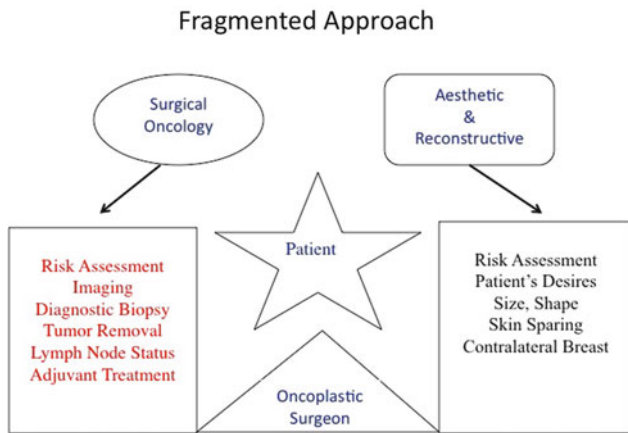 Fragmented Approach
Surgical
Oncology
Aesthetic
&
Reconstructive
Patient
Risk Assessment
Imaging
Diagnostic Biopsy
Tumor Removal
Lymph Node Status
Adjuvant Treatment
Risk Assessment
Patient’s Desires
Size, Shape
Skin Sparing
Contralateral Breast
Oncoplastic
Surgeon